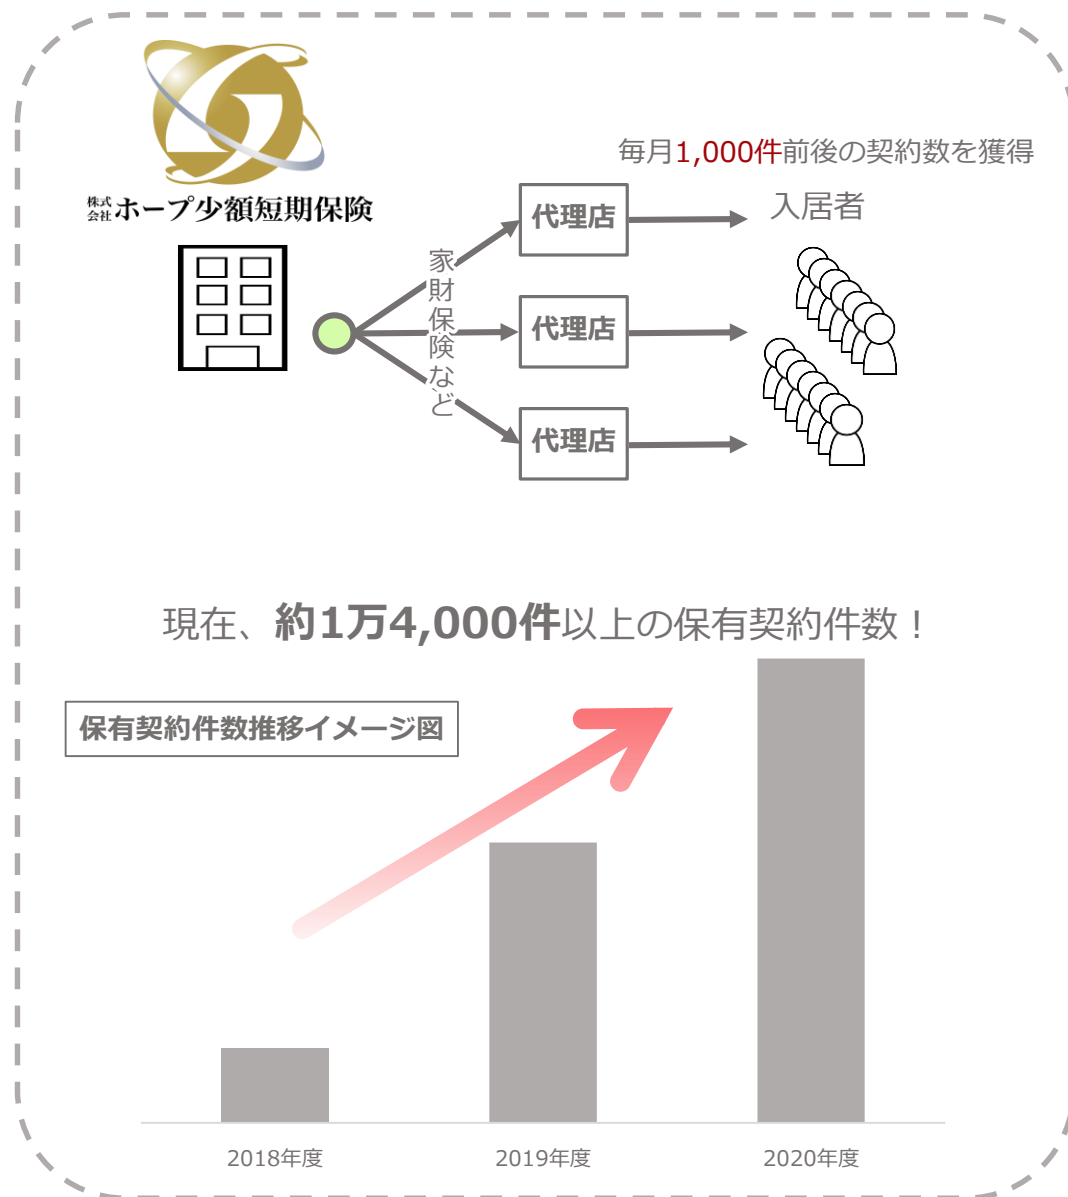 毎月1,000件前後の契約数を獲得
株式会社ホープ少額短期保険
代理店
入居者
家財保険など
代理店
代理店
現在、約1万4,000件以上の保有契約件数！
保有契約件数推移イメージ図
2018年度
2019年度
2020年度